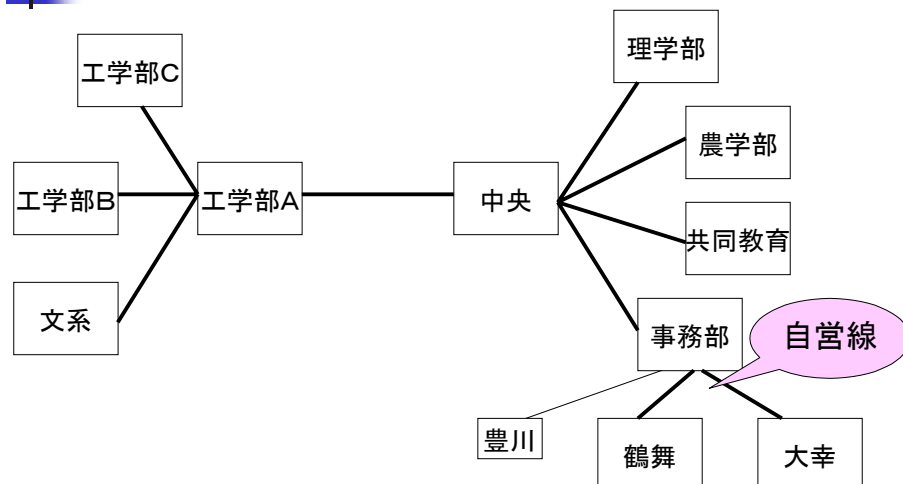 理学部
工学部C
農学部
工学部B
工学部A
中央
共同教育
文系
事務部
自営線
豊川
鶴舞
大幸